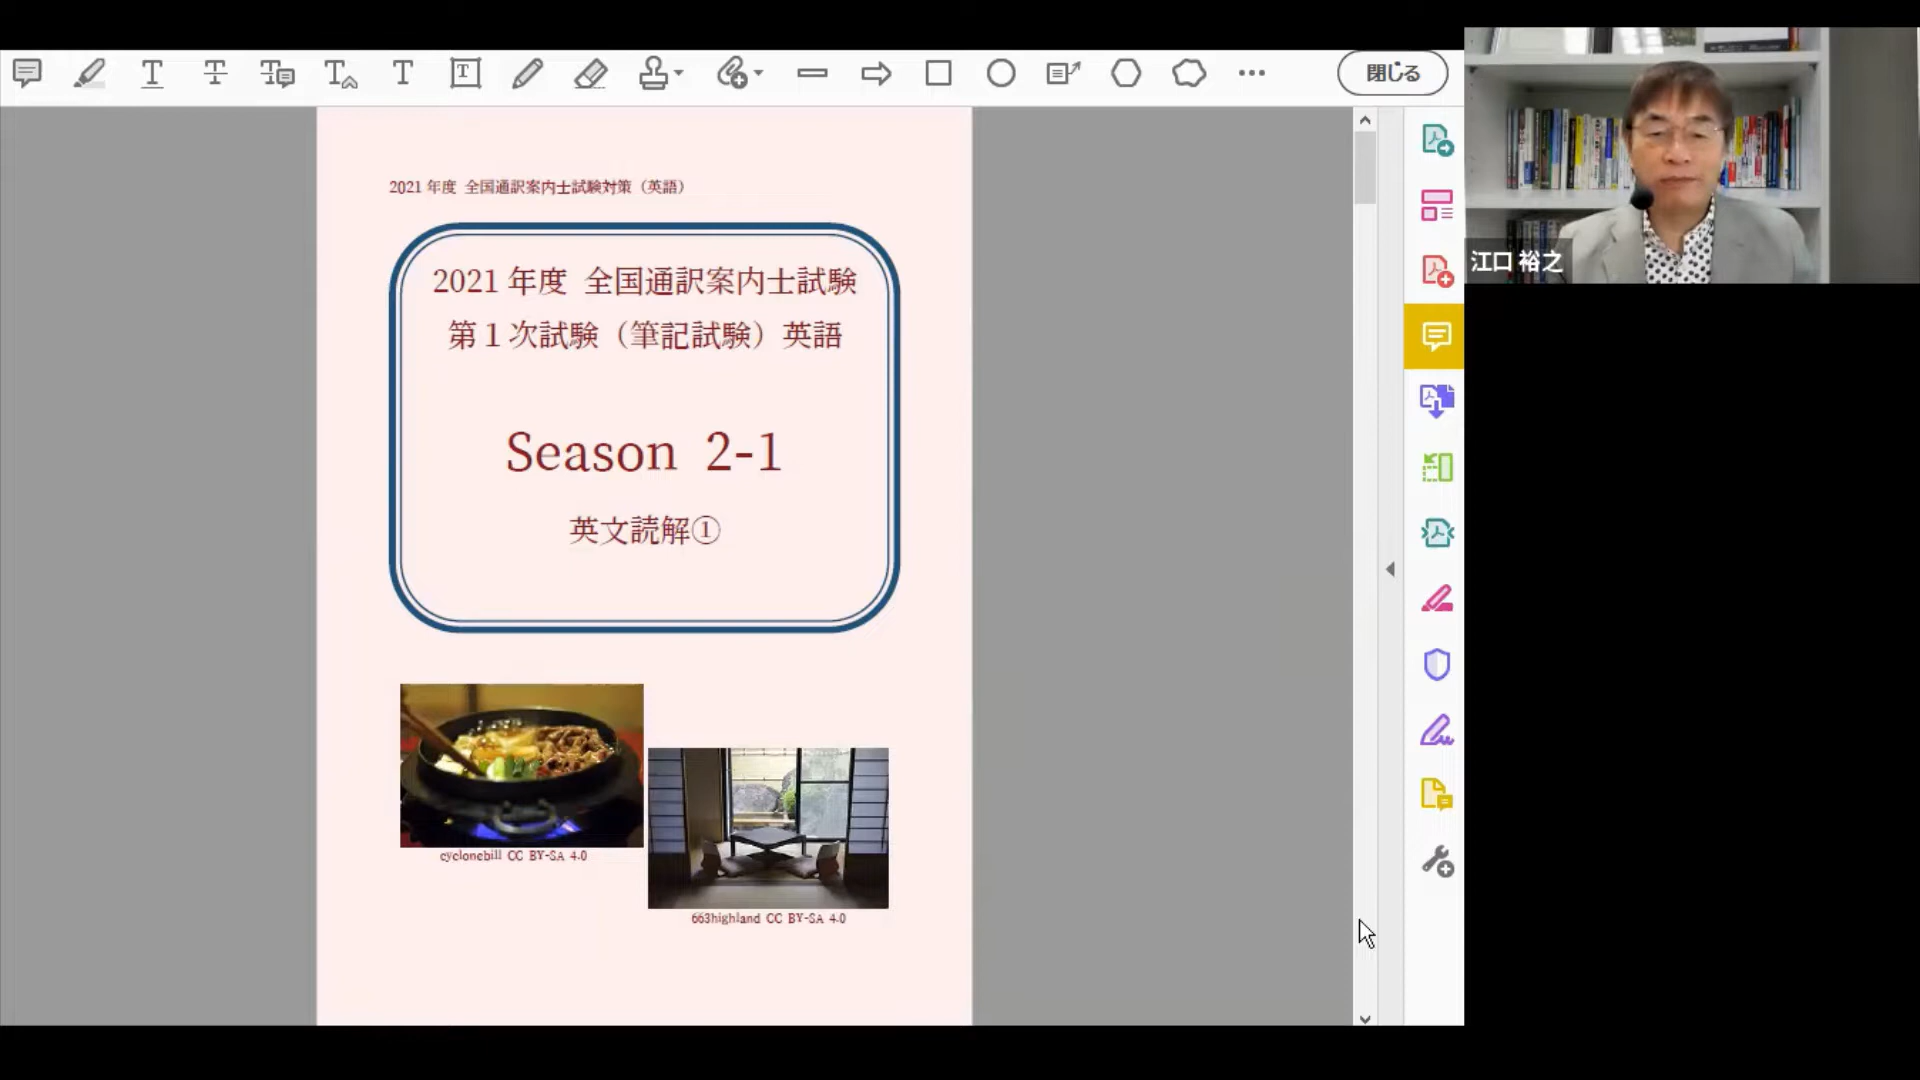 閉じる
2021 年度 全国通訳案内士試験対策（英語）
2021 年度 全国通訳案内士試験
第１次試験（筆記試験）英語
Season 2-1
英文読解①
cyclonebill CC BY-SA 4.0
663highland CC BY-SA 4.0
江口 裕之